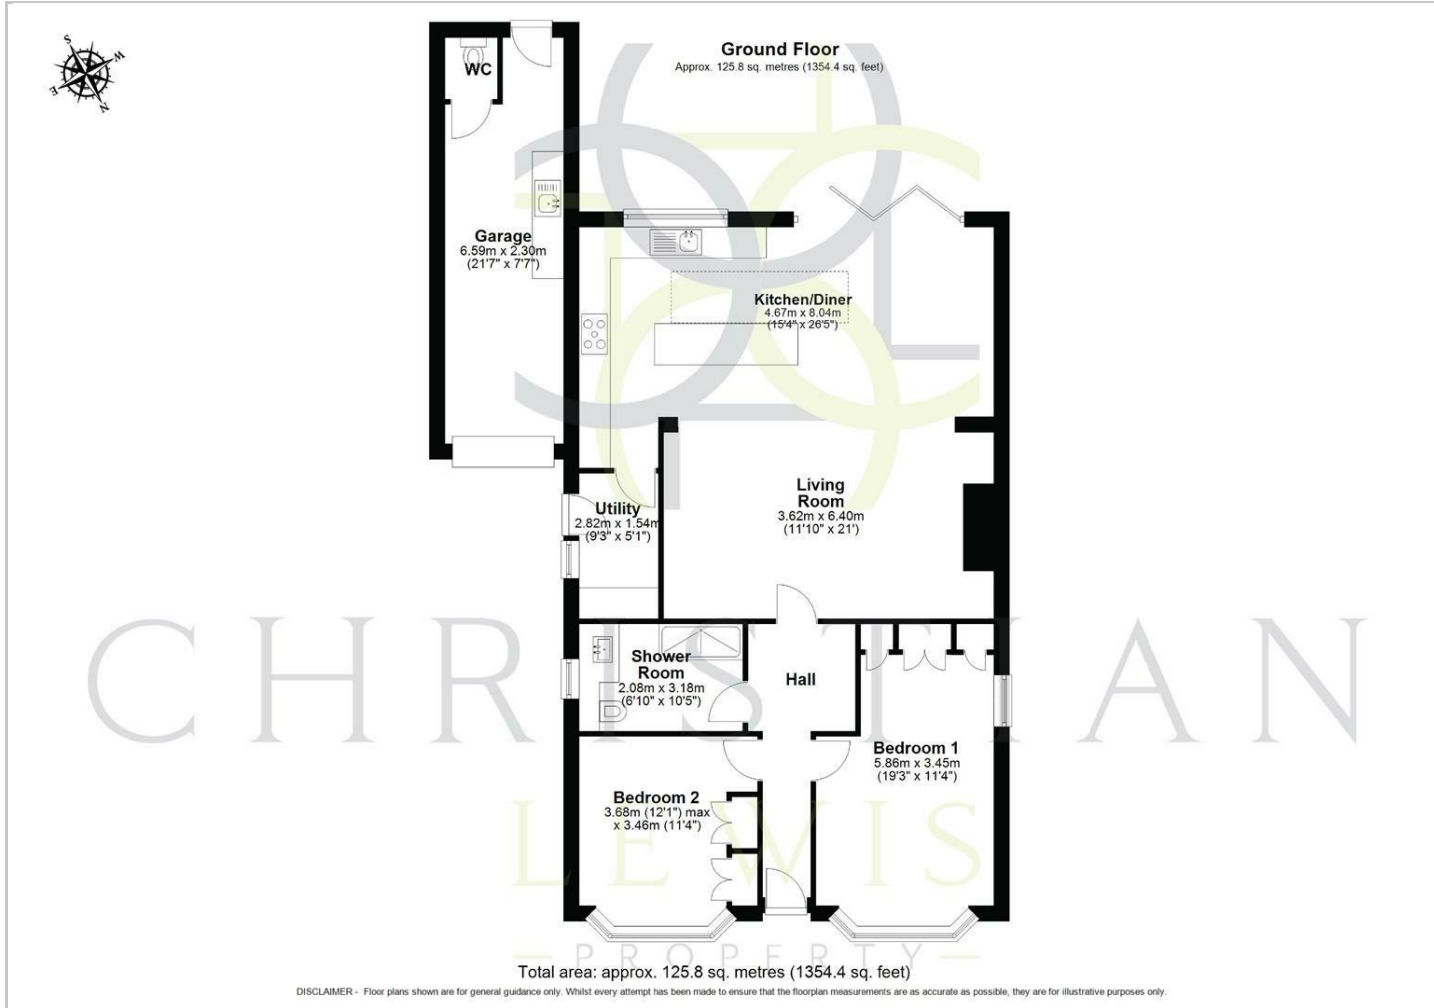 S
W
E
N
Ground Floor
Approx. 125.8 sq. metres (1354.4 sq. feet)
WC
Garage
6.59m x 2.30m
(21'7" x 7'7")
Kitchen/Diner
4.67m x 8.04m
(15'4" x 26'5")
Living
Room
3.62m x 6.40m
(11'10" x 21')
Utility
2.82m x 1.54m
(9'3" x 5'1")
Shower
Room
2.08m x 3.18m
(6'10" x 10'5")
Hall
Bedroom 1
5.86m x 3.45m
(19'3" x 11'4")
Bedroom 2
3.68m (12'1") max
x 3.46m (11'4")
CHRISTIAN
LEWIS
PROPERTY
Total area: approx. 125.8 sq. metres (1354.4 sq. feet)
DISCLAIMER - Floor plans shown are for general guidance only. Whilst every attempt has been made to ensure that the floorplan measurements are as accurate as possible, they are for illustrative purposes only.